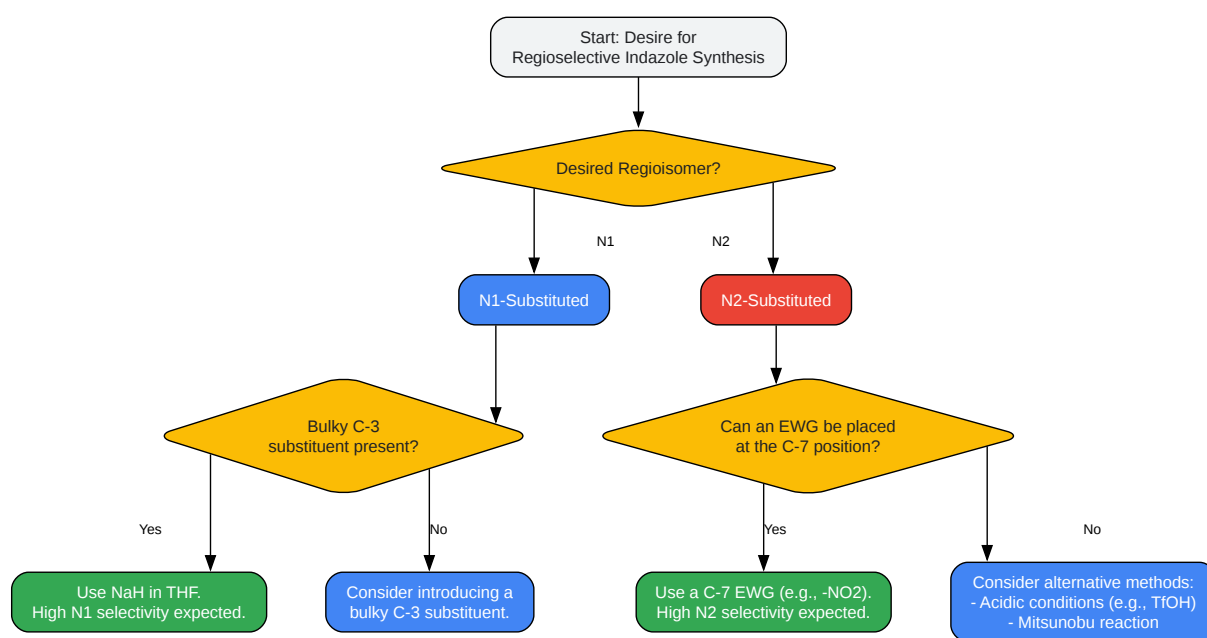 Start: Desire for
Regioselective Indazole Synthesis
Desired Regioisomer?
N1
N2
N1-Substituted
N2-Substituted
Bulky C-3
substituent present?
Can an EWG be placed
at the C-7 position?
Yes
No
Yes
No
Use NaH in THF.
High N1 selectivity expected.
Consider introducing a
bulky C-3 substituent.
Use a C-7 EWG (e.g., -NO2).
High N2 selectivity expected.
Consider alternative methods:
- Acidic conditions (e.g., TfOH)
- Mitsunobu reaction